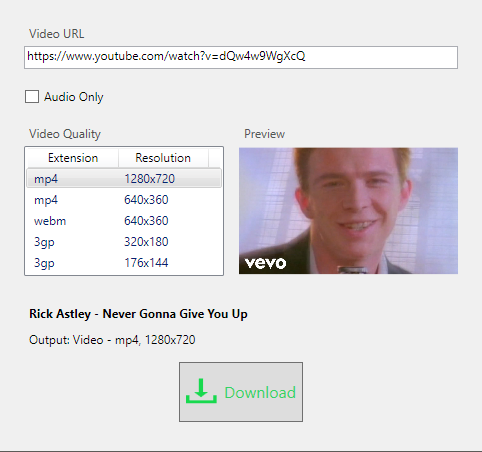 Video URL
https://www.youtube.com/watch?v=dQw4w9WgXcQ
Audio Only
Video Quality
Preview
Extension Resolution
mp4 1280x720
mp4 640x360
webm 640x360
3gp 320x180
3gp 176x144
vevo
Rick Astley - Never Gonna Give You Up
Output: Video - mp4, 1280x720
Download